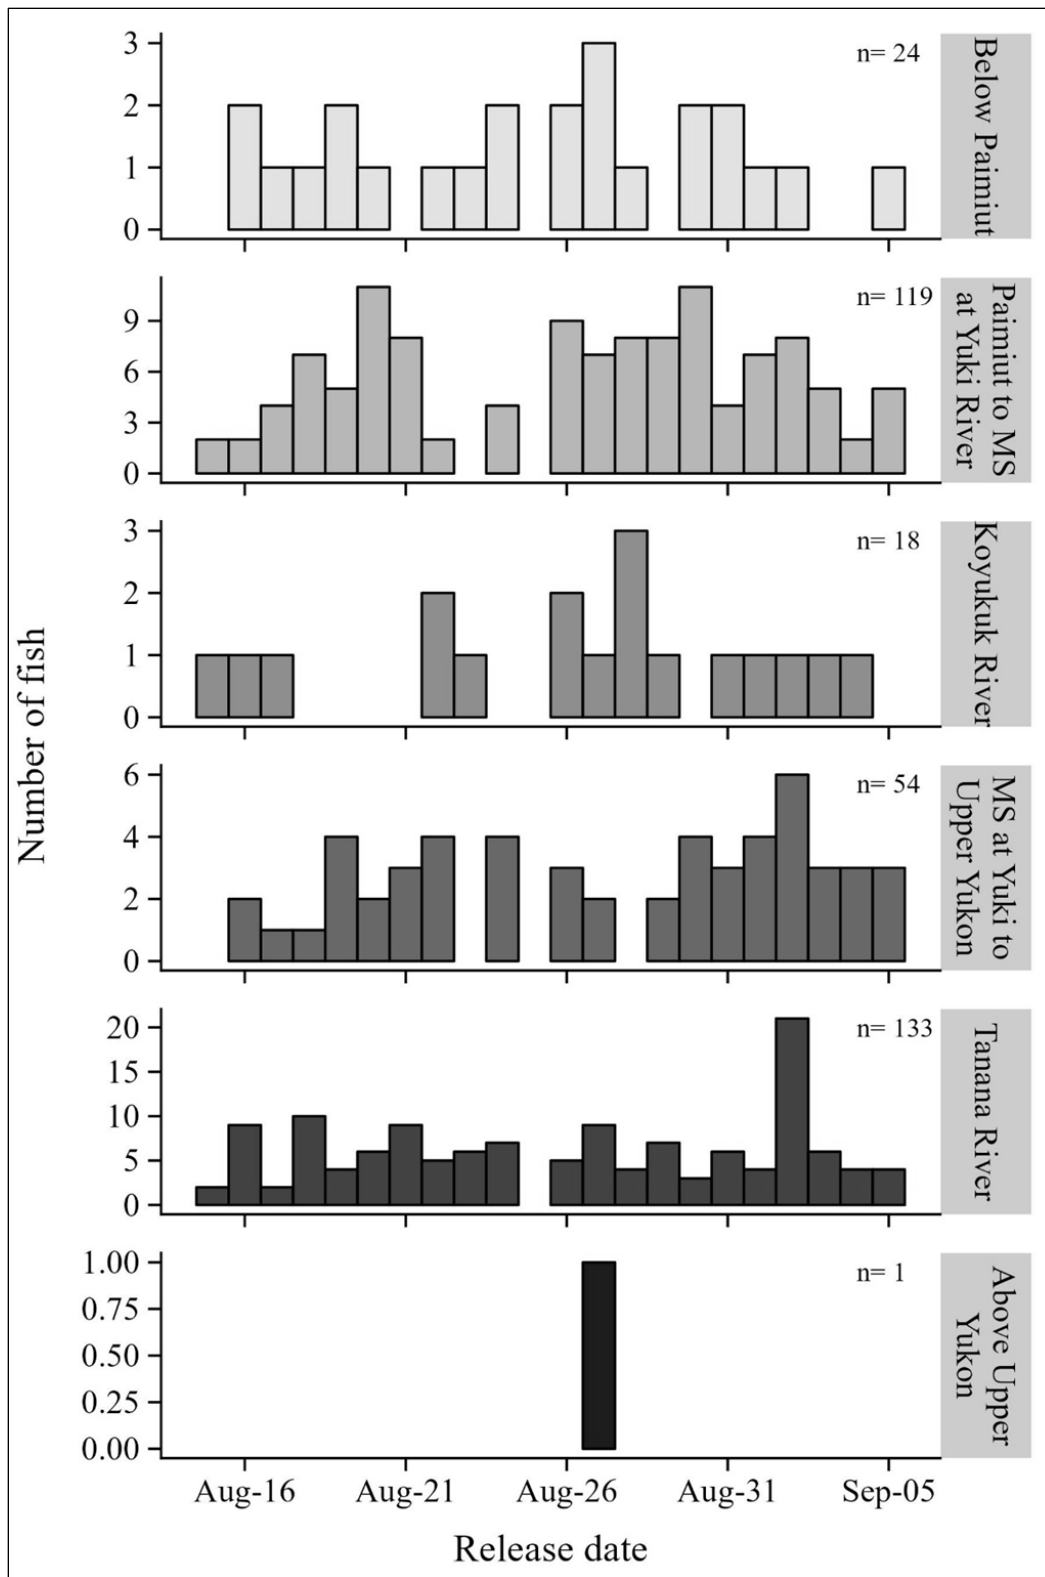 3
2
1
0
n= 24
Below Paimiut
9
6
3
0
n= 119
Paimiut to MS
at Yuki River
3
2
1
0
n= 18
Koyukuk River
6
4
2
0
n= 54
MS at Yuki to
Upper Yukon
20
15
10
5
0
n= 133
Tanana River
1.00
0.75
0.50
0.25
0.00
n= 1
Above Upper
Yukon
Number of fish
Aug-16 Aug-21 Aug-26 Aug-31 Sep-05
Release date